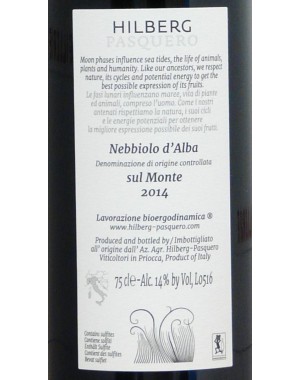 HILBERG
PASQUERO
Moon phases influence sea tides, the life of animals,
plants and humanity. Like our ancestors, we respect
nature, its cycles and potential energy to get the
best possible expression of its fruits.
Le fasi lunari influenzano maree, vita di piante
ed animali, compreso l'uomo. Come i nostri
antenati rispettiamo la natura, i suoi cicli
e le energie potenziali per ottenere
la migliore espressione possibile dei suoi frutti.
Nebbiolo d'Alba
Denominazione di origine controllata
sul Monte
2014
Lavorazione bioergodinamica ®
www.hilberg-pasquero.com
Produced and bottled by / Imbottigliato
all' origine dall' Az. Agr. Hilberg-Pasquero
Viticoltori in Priocca, Product of Italy
75 cl e - Alc. 14% by Vol, L0516
Contains sulfites
Contiene solfiti
Enthält Sulfite
Contient des sulfites